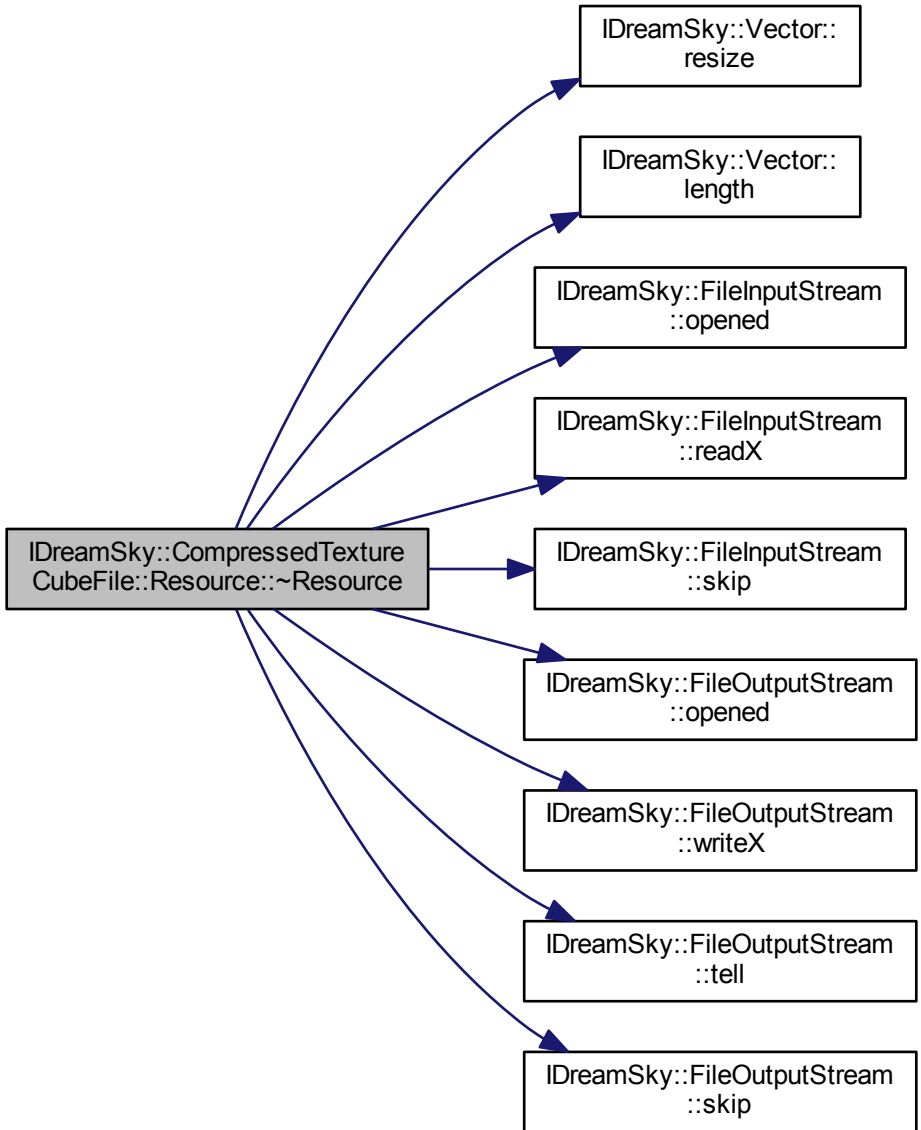 IDreamSky::Vector::
resize
IDreamSky::Vector::
length
IDreamSky::FileInputStream
::opened
IDreamSky::FileInputStream
::readX
IDreamSky::CompressedTexture
CubeFile::Resource::~Resource
IDreamSky::FileInputStream
::skip
IDreamSky::FileOutputStream
::opened
IDreamSky::FileOutputStream
::writeX
IDreamSky::FileOutputStream
::tell
IDreamSky::FileOutputStream
::skip